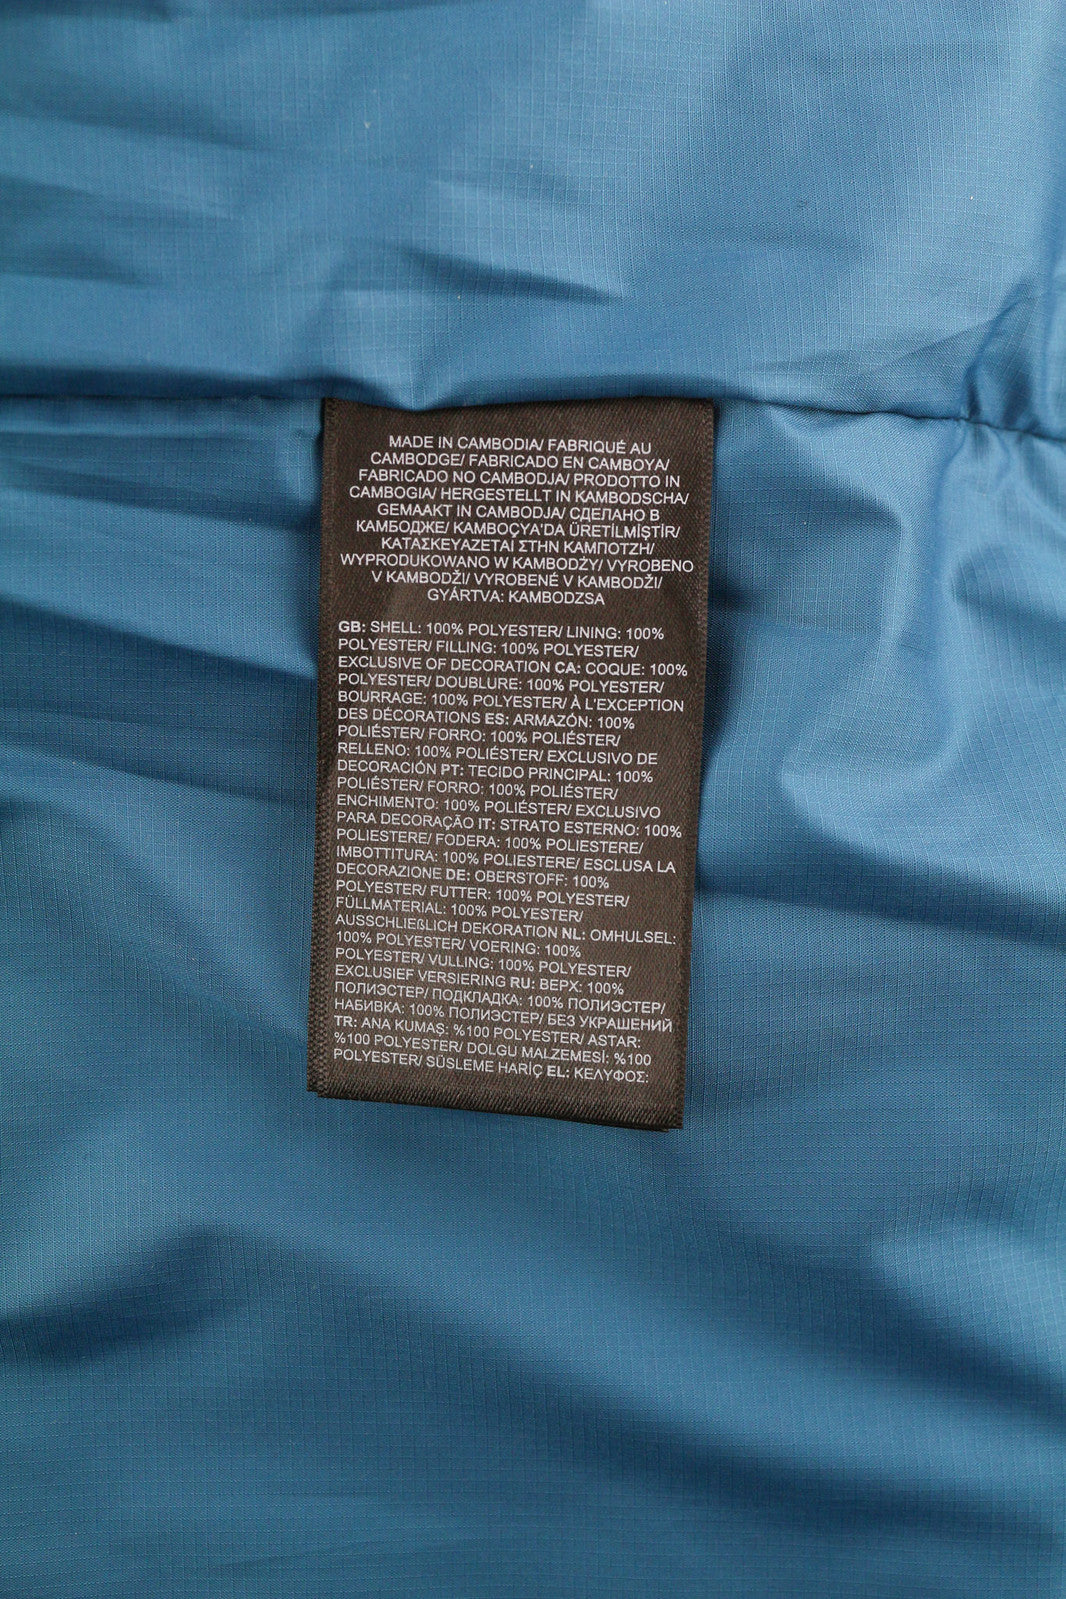 MADE IN CAMBODIA/ FABRIQUÉ AU
CAMBODGE/ FABRICADO EN CAMBOYA/
FABRICADO NO CAMBODJA/ PRODOTTO IN
CAMBOGIA/ HERGESTELLT IN KAMBODSCHA/
GEMAAKT IN CAMBODJA/ СДЕЛАНО В
КАМБОДЖЕ/ KAMBOÇYA'DA ÜRETİLMİŞTİR/
ΚΑΤΑΣΚΕΥΑΖΕΤΑΙ ΣΤΗΝ ΚΑΜΠΟΤΖΗ/
WYPRODUKOWANO W KAMBODŻY/ VYROBENO
V KAMBODŽI/ VYROBENÉ V KAMBODŽI/
GYÁRTVA: KAMBODZSA
GB: SHELL: 100% POLYESTER/ LINING: 100%
POLYESTER/ FILLING: 100% POLYESTER/
EXCLUSIVE OF DECORATION CA: COQUE: 100%
POLYESTER/ DOUBLURE: 100% POLYESTER/
BOURRAGE: 100% POLYESTER/ À L'EXCEPTION
DES DÉCORATIONS ES: ARMAZÓN: 100%
POLIÉSTER/ FORRO: 100% POLIÉSTER/
RELLENO: 100% POLIÉSTER/ EXCLUSIVO DE
DECORACIÓN PT: TECIDO PRINCIPAL: 100%
POLIÉSTER/ FORRO: 100% POLIÉSTER/
ENCHIMENTO: 100% POLIÉSTER/ EXCLUSIVO
PARA DECORAÇÃO IT: STRATO ESTERNO: 100%
POLIESTERE/ FODERA: 100% POLIESTERE/
IMBOTTITURA: 100% POLIESTERE/ ESCLUSA LA
DECORAZIONE DE: OBERSTOFF: 100%
POLYESTER/ FUTTER: 100% POLYESTER/
FÜLLMATERIAL: 100% POLYESTER/
AUSSCHLIEßLICH DEKORATION NL: OMHULSEL:
100% POLYESTER/ VOERING: 100%
POLYESTER/ VULLING: 100% POLYESTER/
EXCLUSIEF VERSIERING RU: ВЕРХ: 100%
ПОЛИЭСТЕР/ ПОДКЛАДКА: 100% ПОЛИЭСТЕР/
НАБИВКА: 100% ПОЛИЭСТЕР/ БЕЗ УКРАШЕНИЙ
TR: ANA KUMAŞ: %100 POLYESTER/ ASTAR:
%100 POLYESTER/ DOLGU MALZEMESİ: %100
POLYESTER/ SÜSLEME HARİÇ EL: ΚΕΛΥΦΟΣ: